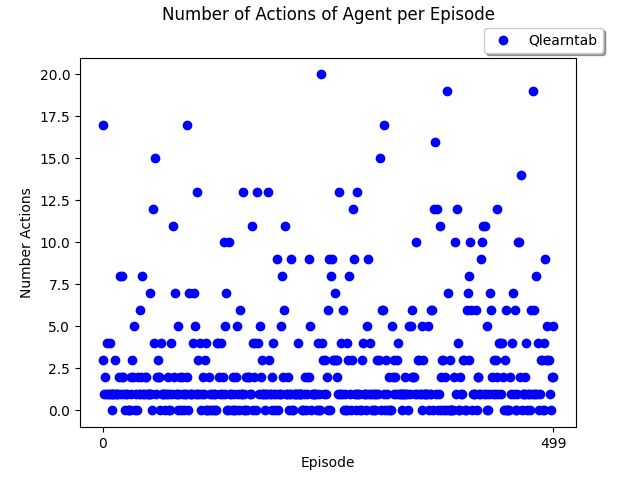 Number of Actions of Agent per Episode
Qlearntab
20.0
17.5
15.0
12.5
10.0
7.5
5.0
2.5
0.0
Number Actions
0
499
Episode